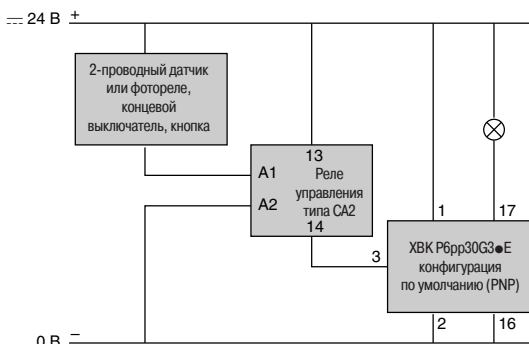 24 В +
2-проводный датчик
или фотореле,
концевой
выключатель, кнопка
A1
A2
13
Реле
управления
типа CA2
14
3
1
17
XBK P6pp30G3●E
конфигурация
по умолчанию (PNP)
2
16
0 В −